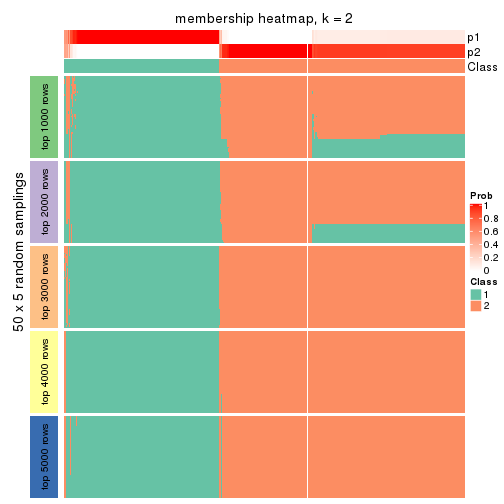 membership heatmap, k = 2
p1
p2
Class
50 x 5 random samplings
top 1000 rows
top 2000 rows
top 3000 rows
top 4000 rows
top 5000 rows
Prob
1
0.8
0.6
0.4
0.2
0
Class
1
2